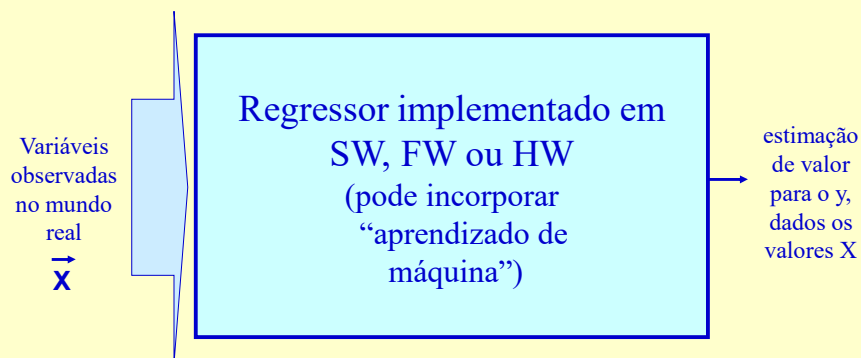 Variáveis
observadas
no mundo
real
X
Regressor implementado em
SW, FW ou HW
(pode incorporar
“aprendizado de
máquina”)
estimação
de valor
para o y,
dados os
valores X